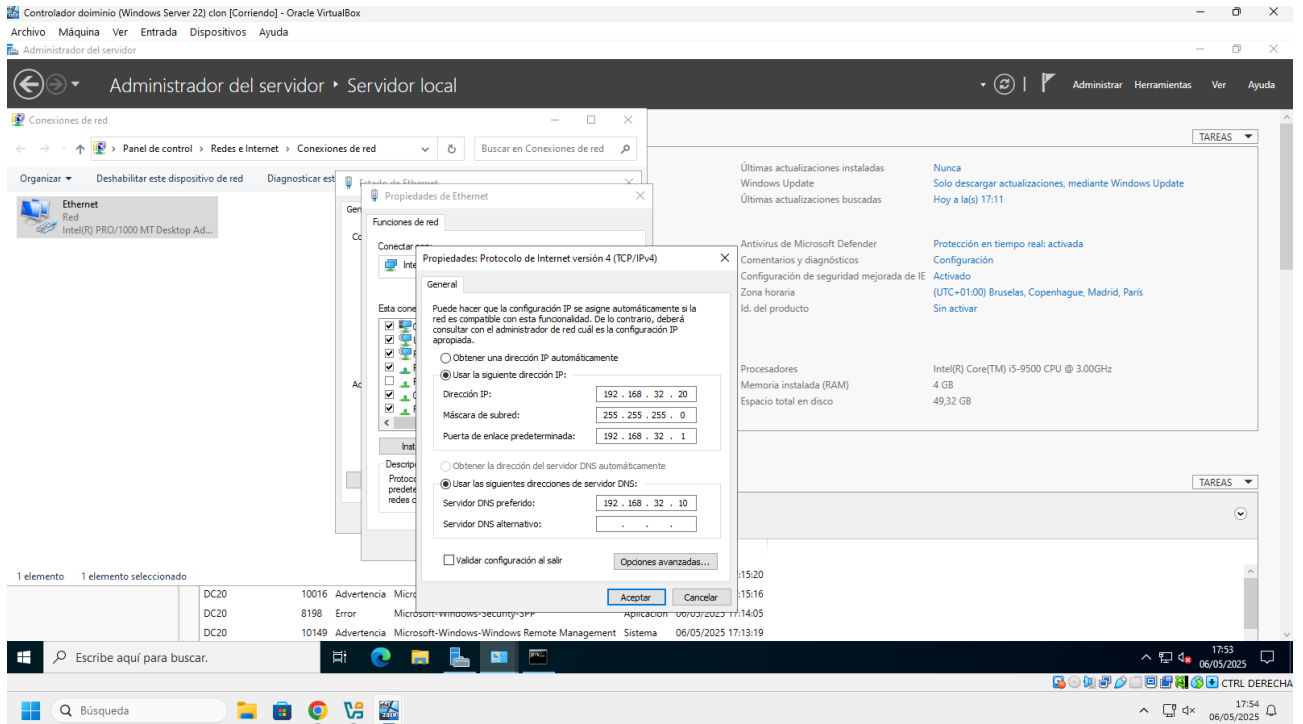 Controlador doiminio (Windows Server 22) clon [Corriendo] - Oracle VirtualBox
Archivo Máquina Ver Entrada Dispositivos Ayuda
Administrador del servidor
Administrador del servidor ‣ Servidor local
Administrar Herramientas Ver Ayuda
Conexiones de red
Panel de control › Redes e Internet › Conexiones de red
Buscar en Conexiones de red
Organizar
Deshabilitar este dispositivo de red
Diagnosticar est
Ethernet
Red
Intel(R) PRO/1000 MT Desktop Ad...
Estado de Ethernet
Gen
Propiedades de Ethernet
Funciones de red
Conectar
Inte
Esta cone
Inst
Descrip
Protoco
predete
redes
Propiedades: Protocolo de Internet versión 4 (TCP/IPv4)
General
Puede hacer que la configuración IP se asigne automáticamente si la
red es compatible con esta funcionalidad. De lo contrario, deberá
consultar con el administrador de red cuál es la configuración IP
apropiada.
Obtener una dirección IP automáticamente
Usar la siguiente dirección IP:
Dirección IP: 192 . 168 . 32 . 20
Máscara de subred: 255 . 255 . 255 . 0
Puerta de enlace predeterminada: 192 . 168 . 32 . 1
Obtener la dirección del servidor DNS automáticamente
Usar las siguientes direcciones de servidor DNS:
Servidor DNS preferido: 192 . 168 . 32 . 10
Servidor DNS alternativo: . . .
Validar configuración al salir
Opciones avanzadas...
Aceptar Cancelar
TAREAS
Últimas actualizaciones instaladas Nunca
Windows Update Solo descargar actualizaciones, mediante Windows Update
Últimas actualizaciones buscadas Hoy a la(s) 17:11
Antivirus de Microsoft Defender Protección en tiempo real: activada
Comentarios y diagnósticos Configuración
Configuración de seguridad mejorada de IE Activado
Zona horaria (UTC+01:00) Bruselas, Copenhague, Madrid, París
Id. del producto Sin activar
Procesadores Intel(R) Core(TM) i5-9500 CPU @ 3.00GHz
Memoria instalada (RAM) 4 GB
Espacio total en disco 49,32 GB
TAREAS
1 elemento 1 elemento seleccionado
:15:20
DC20 10016 Advertencia Micro :15:16
DC20 8198 Error Microsoft-Windows-Security-SPP Aplicación 06/05/2025 17:14:05
DC20 10149 Advertencia Microsoft-Windows-Windows Remote Management Sistema 06/05/2025 17:13:19
Escribe aquí para buscar.
17:53
06/05/2025
CTRL DERECHA
Búsqueda
17:54
06/05/2025